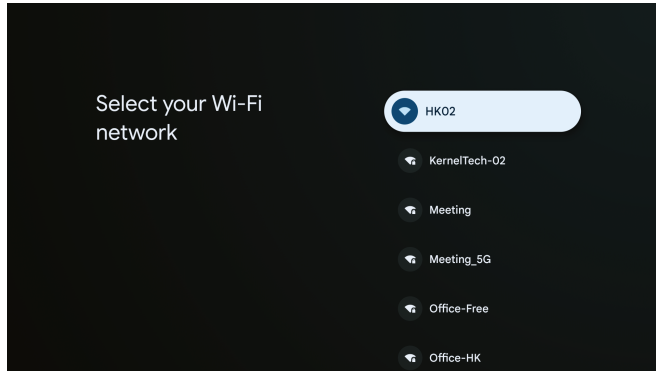 Select your Wi-Fi
network
HK02
KernelTech-02
Meeting
Meeting_5G
Office-Free
Office-HK